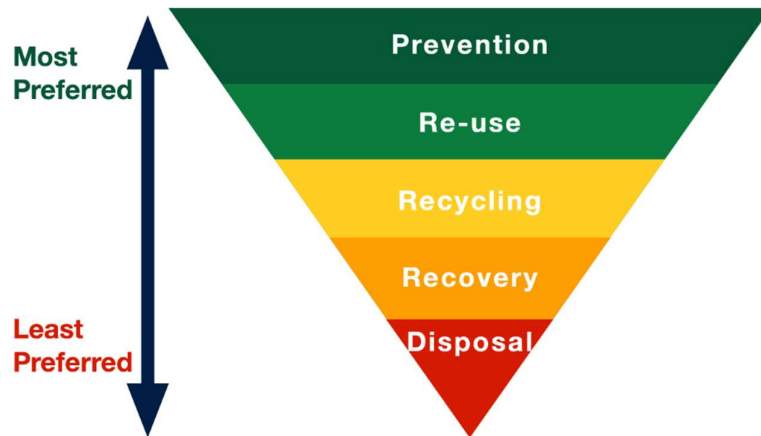 Most
Preferred
Prevention
Re-use
Recycling
Recovery
Disposal
Least
Preferred